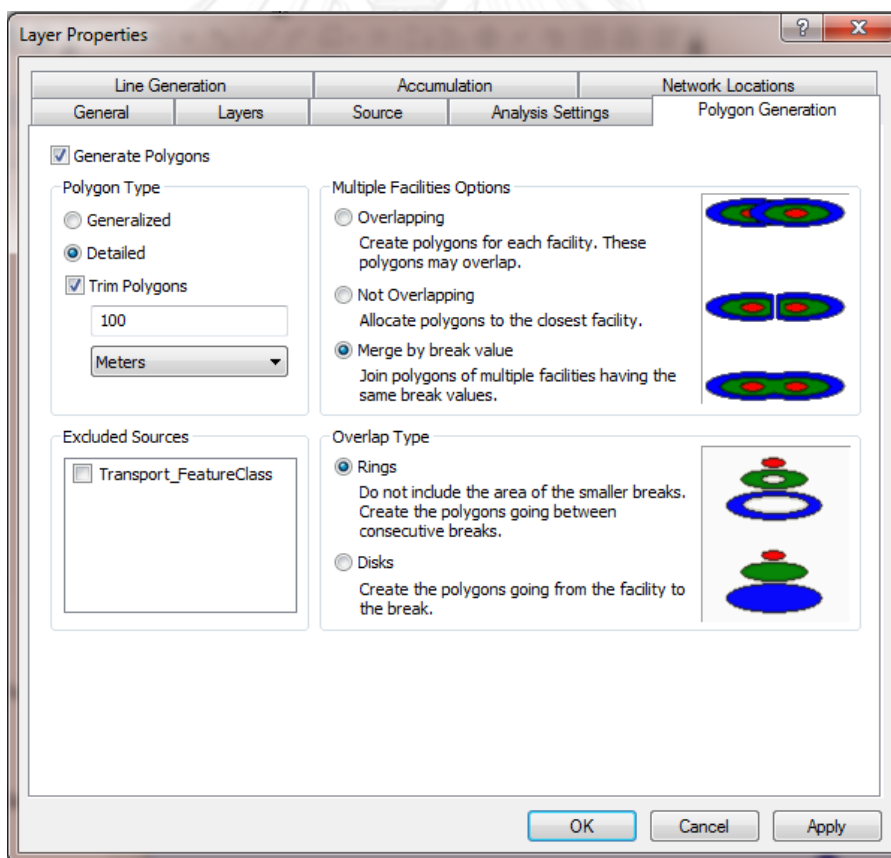 Layer Properties
Line Generation Accumulation Network Locations
General Layers Source Analysis Settings Polygon Generation
Generate Polygons
Polygon Type
Generalized
Detailed
Trim Polygons
100
Meters
Multiple Facilities Options
Overlapping
Create polygons for each facility. These
polygons may overlap.
Not Overlapping
Allocate polygons to the closest facility.
Merge by break value
Join polygons of multiple facilities having the
same break values.
Excluded Sources
Transport_FeatureClass
Overlap Type
Rings
Do not include the area of the smaller breaks.
Create the polygons going between
consecutive breaks.
Disks
Create the polygons going from the facility to
the break.
OK Cancel Apply